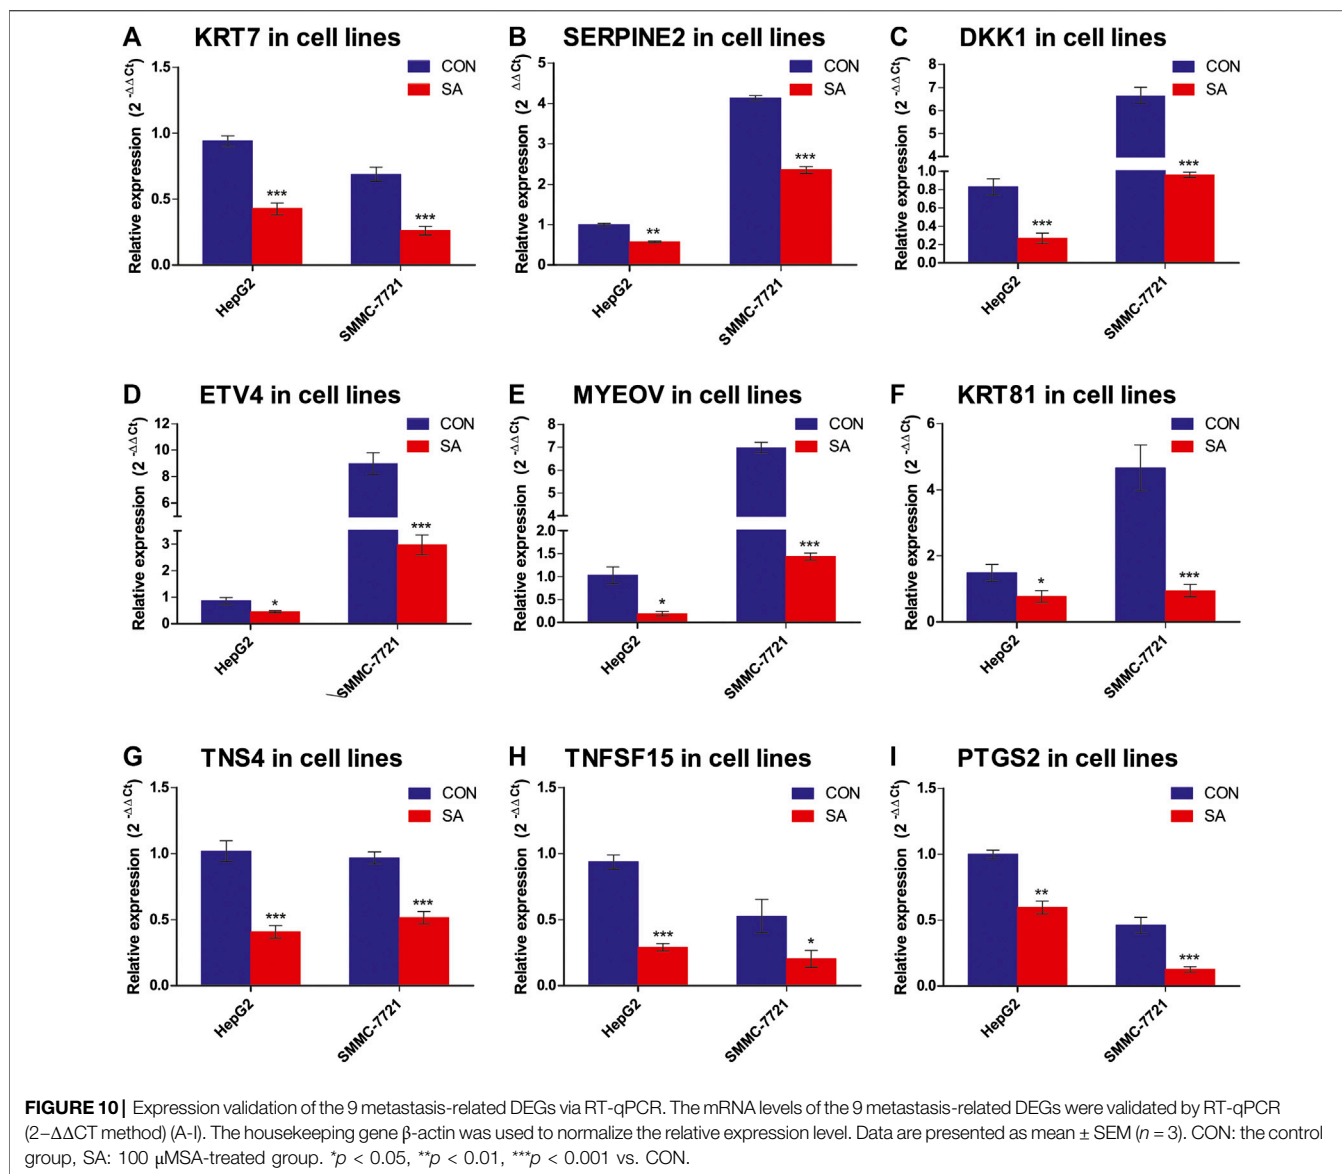 A KRT7 in cell lines
Relative expression (2 -ΔΔCt)
1.5
1.0
0.5
0.0
CON
SA
***
***
HepG2
SMMC-7721
B SERPINE2 in cell lines
Relative expression (2 ΔΔCt)
5
4
3
2
1
0
CON
SA
**
***
HepG2
SMMC-7721
C DKK1 in cell lines
Relative expression (2 -ΔΔCt)
8
7
6
5
4
1.0
0.8
0.6
0.4
0.2
0.0
CON
SA
***
***
HepG2
SMMC-7721
D ETV4 in cell lines
Relative expression (2 -ΔΔCt)
12
10
8
6
3
2
1
0
CON
SA
*
***
HepG2
SMMC-7721
E MYEOV in cell lines
Relative expression (2 -ΔΔCt)
8
7
6
5
4
2.0
1.5
1.0
0.5
0.0
CON
SA
*
***
HepG2
SMMC-7721
F KRT81 in cell lines
Relative expression (2 -ΔΔCt)
6
4
2
0
CON
SA
*
***
HepG2
SMMC-7721
G TNS4 in cell lines
Relative expression (2 -ΔΔCt)
1.5
1.0
0.5
0.0
CON
SA
***
***
HepG2
SMMC-7721
H TNFSF15 in cell lines
Relative expression (2 -ΔΔCt)
1.5
1.0
0.5
0.0
CON
SA
***
*
HepG2
SMMC-7721
I PTGS2 in cell lines
Relative expression (2 -ΔΔCt)
1.5
1.0
0.5
0.0
CON
SA
**
***
HepG2
SMMC-7721
FIGURE 10 | Expression validation of the 9 metastasis-related DEGs via RT-qPCR. The mRNA levels of the 9 metastasis-related DEGs were validated by RT-qPCR
(2−ΔΔCT method) (A-I). The housekeeping gene β-actin was used to normalize the relative expression level. Data are presented as mean ± SEM (n = 3). CON: the control
group, SA: 100 μMSA-treated group. *p < 0.05, **p < 0.01, ***p < 0.001 vs. CON.